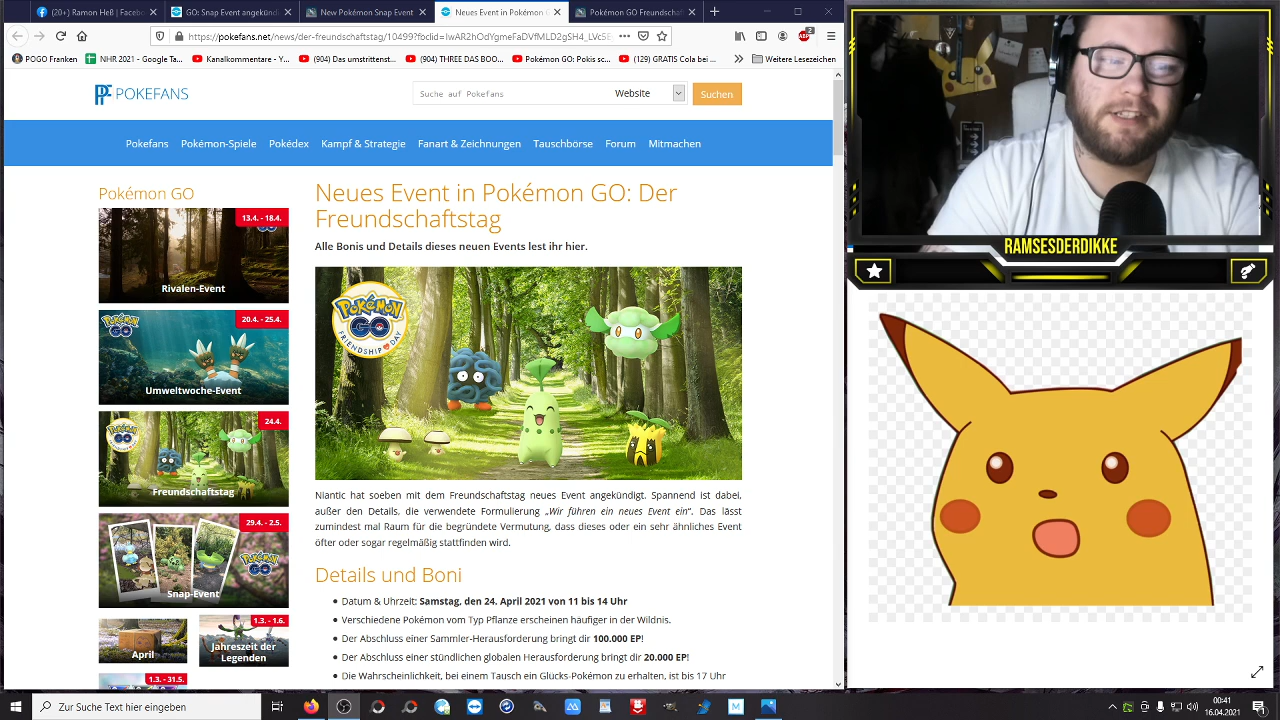 (20+) Ramon Heß | Facebo
GO: Snap Event angekündi
New Pokémon Snap Event
Neues Event in Pokémon G
Pokémon GO Freundschaft
https://pokefans.net/news/der-freundschaftstag/10499?fbclid=IwAR2hOdYgmeFaDVfMLD2gSH4_LVc5E
POGO Franken
NHR 2021 - Google Ta...
Kanalkommentare - Y...
(904) Das umstrittenst...
(904) THREE DAS BOO...
Pokémon GO: Pokis sc...
(129) GRATIS Cola bei ...
Weitere Lesezeichen
POKEFANS
Suche auf Pokefans
Website
Suchen
Pokefans Pokémon-Spiele Pokédex Kampf & Strategie Fanart & Zeichnungen Tauschbörse Forum Mitmachen
Pokémon GO
13.4. - 18.4.
Rivalen-Event
20.4. - 25.4.
Pokémon GO
Umweltwoche-Event
24.4.
Freundschaftstag
29.4. - 2.5.
Pokémon GO
Snap-Event
April
1.3. - 1.6.
Jahreszeit der
Legenden
1.3. - 31.5.
Neues Event in Pokémon GO: Der
Freundschaftstag
Alle Bonis und Details dieses neuen Events lest ihr hier.
Pokémon GO
FRIENDSHIP DAY
Niantic hat soeben mit dem Freundschaftstag neues Event angekündigt. Spannend ist dabei,
außer den Details, die verwendete Formulierung „Wir führen ein neues Event ein“. Das lässt
zumindest mal Raum für die begründete Vermutung, dass dieses oder ein sehr ähnliches Event
öfter oder sogar regelmäßig stattfinden wird.
Details und Boni
Datum & Uhrzeit: Samstag, den 24. April 2021 von 11 bis 14 Uhr
Verschiedene Pokémon vom Typ Pflanze erscheinen häufiger in der Wildnis.
Der Abschluss einer Sammler-Herausforderung bringt dir 100.000 EP!
Der Abschluss einer stündlichen globalen Herausforderung bringt dir 20.000 EP!
Die Wahrscheinlichkeit, bei einem Tausch ein Glücks-Pokémon zu erhalten, ist bis 17 Uhr
RAMSESDERDIKKE
Zur Suche Text hier eingeben
00:41
16.04.2021